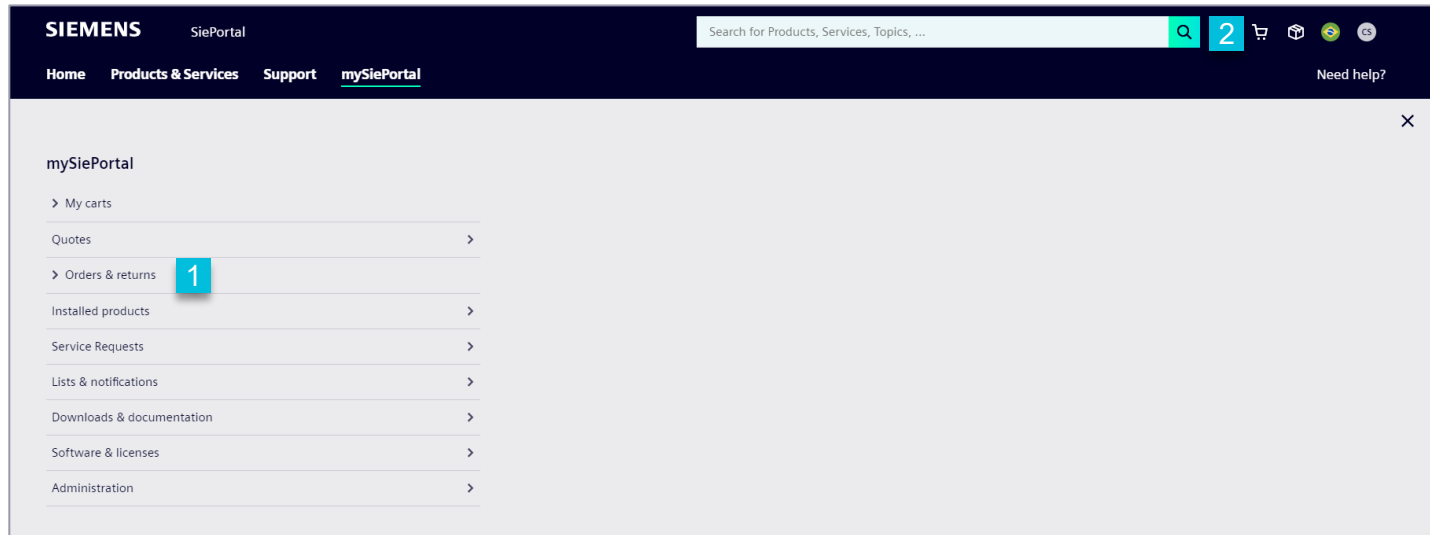 SIEMENS SiePortal Search for Products, Services, Topics, ... 2 CS
Home Products & Services Support mySiePortal Need help?
mySiePortal
My carts
Quotes
Orders & returns 1
Installed products
Service Requests
Lists & notifications
Downloads & documentation
Software & licenses
Administration